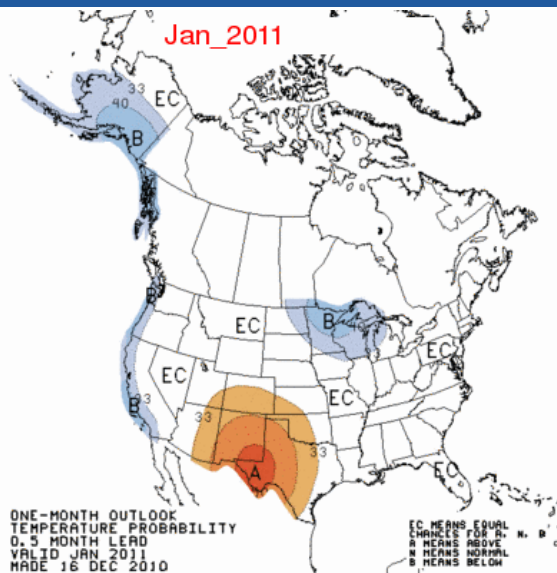 Jan_2011
33
EC
40
B
B
B
40
EC
EC
EC
33
EC
B
33
33
A
EC
ONE-MONTH OUTLOOK
TEMPERATURE PROBABILITY
0.5 MONTH LEAD
VALID JAN 2011
MADE 16 DEC 2010
EC MEANS EQUAL
CHANCES FOR A, N, B
A MEANS ABOVE
N MEANS NORMAL
B MEANS BELOW